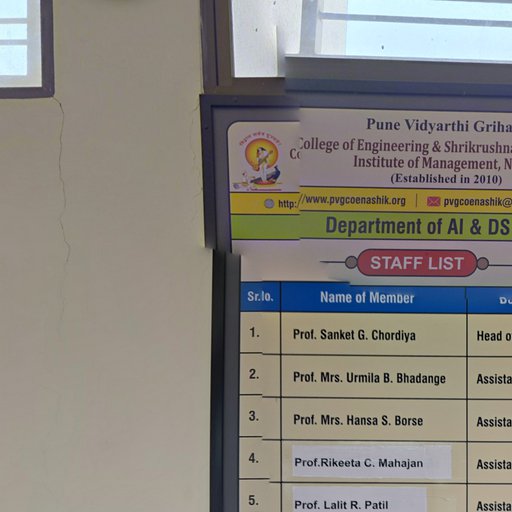 Pune Vidyarthi Griha
College of Engineering & Shrikrushna
Institute of Management, N
(Established in 2010)
http://www.pvgcoenashik.org | pvgcoenashik@
Department of AI & DS
STAFF LIST
Name of Member
1. Prof. Sanket G. Chordiya Head o
2. Prof. Mrs. Urmila B. Bhadange Assista
3. Prof. Mrs. Hansa S. Borse Assista
4. Prof.Rikeeta C. Mahajan Assista
5. Prof. Lalit R. Patil Assista